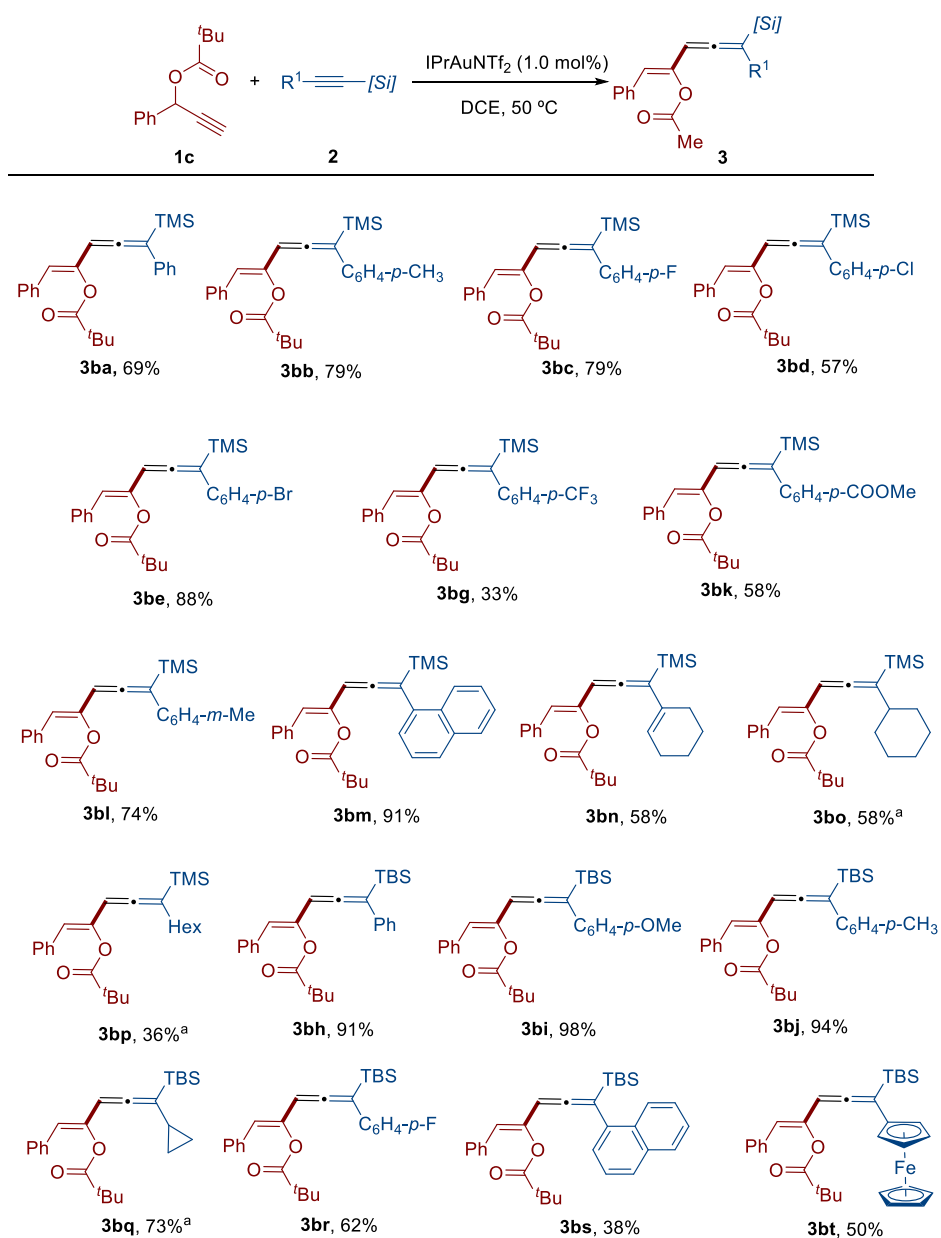 tBu
O
O
Ph
1c
+
R1
[Si]
2
IPrAuNTf2 (1.0 mol%)
DCE, 50 ºC
[Si]
R1
Ph
O
O
Me
3
TMS
Ph
Ph
O
O
tBu
3ba, 69%
TMS
C6H4-p-CH3
Ph
O
O
tBu
3bb, 79%
TMS
C6H4-p-F
Ph
O
O
tBu
3bc, 79%
TMS
C6H4-p-Cl
Ph
O
O
tBu
3bd, 57%
TMS
C6H4-p-Br
Ph
O
O
tBu
3be, 88%
TMS
C6H4-p-CF3
Ph
O
O
tBu
3bg, 33%
TMS
C6H4-p-COOMe
Ph
O
O
tBu
3bk, 58%
TMS
C6H4-m-Me
Ph
O
O
tBu
3bl, 74%
TMS
Ph
O
O
tBu
3bm, 91%
TMS
Ph
O
O
tBu
3bn, 58%
TMS
Ph
O
O
tBu
3bo, 58%a
TMS
Hex
Ph
O
O
tBu
3bp, 36%a
TBS
Ph
Ph
O
O
tBu
3bh, 91%
TBS
C6H4-p-OMe
Ph
O
O
tBu
3bi, 98%
TBS
C6H4-p-CH3
Ph
O
O
tBu
3bj, 94%
TBS
Ph
O
O
tBu
3bq, 73%a
TBS
C6H4-p-F
Ph
O
O
tBu
3br, 62%
TBS
Ph
O
O
tBu
3bs, 38%
TBS
Fe
Ph
O
O
tBu
3bt, 50%